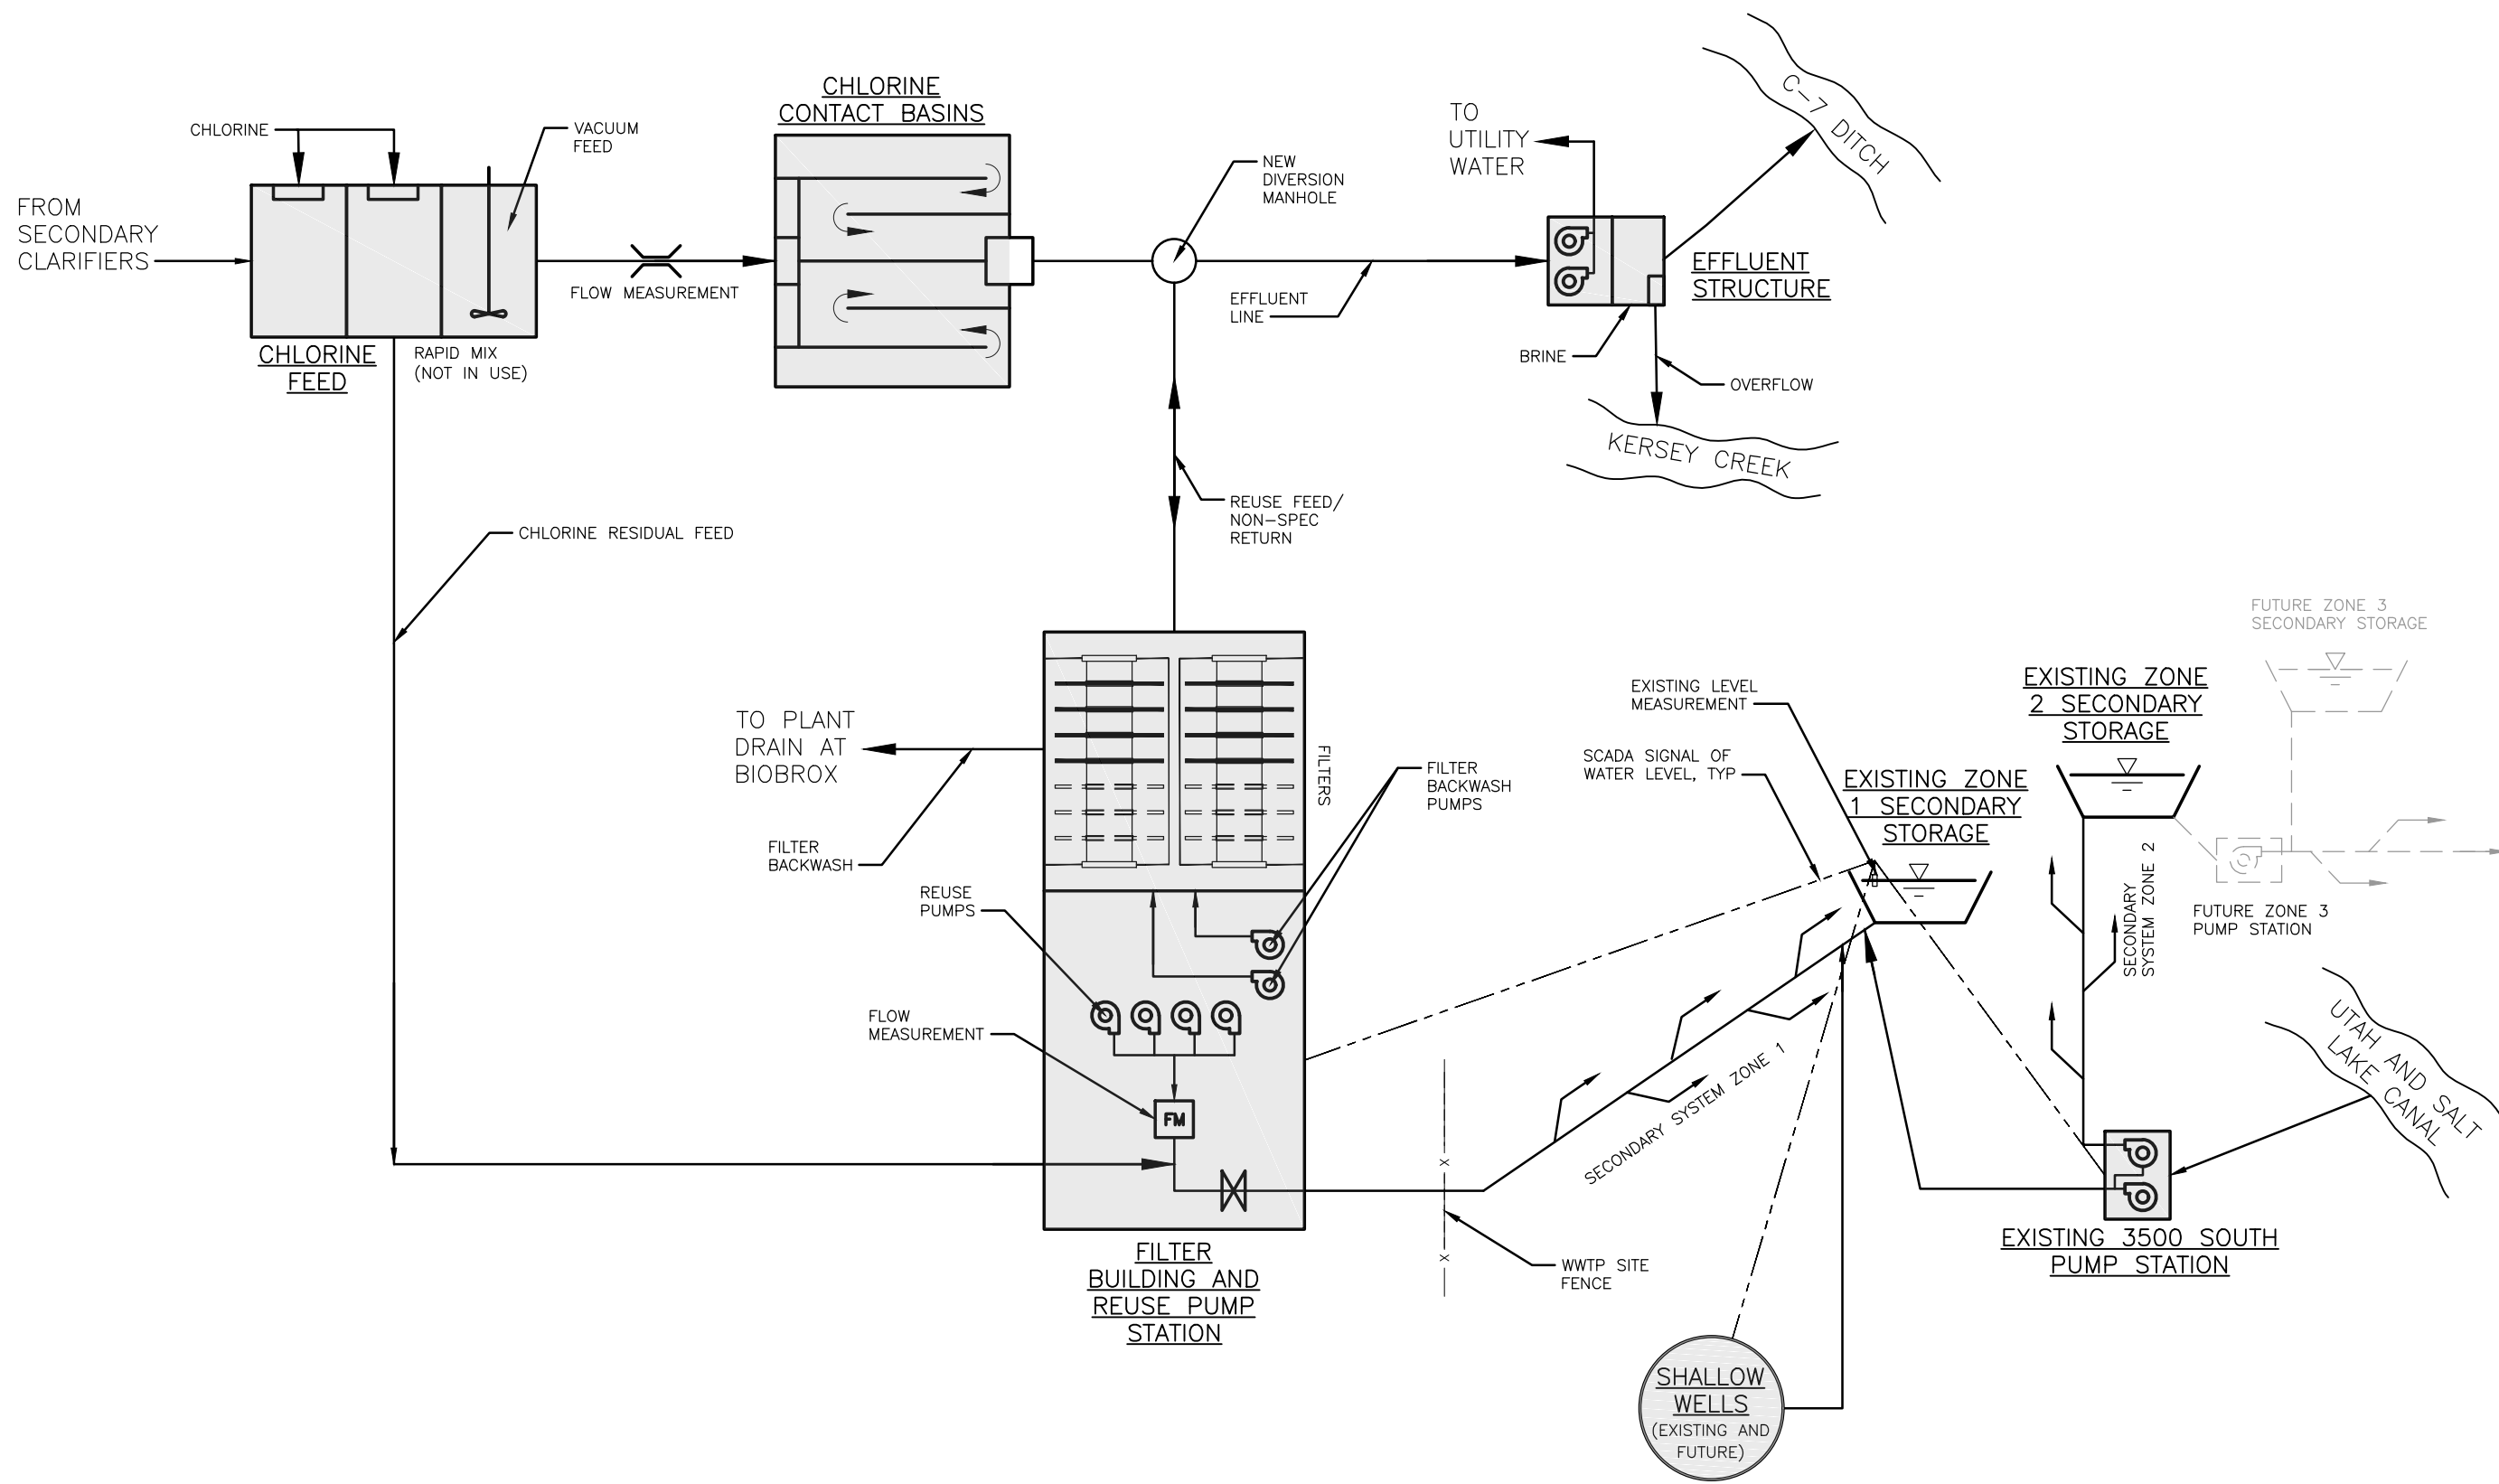 CHLORINE
CONTACT BASINS
CHLORINE
VACUUM
FEED
FROM
SECONDARY
CLARIFIERS
FLOW MEASUREMENT
CHLORINE
FEED
RAPID MIX
(NOT IN USE)
NEW
DIVERSION
MANHOLE
TO
UTILITY
WATER
C-7 DITCH
EFFLUENT
STRUCTURE
EFFLUENT
LINE
BRINE
OVERFLOW
KERSEY CREEK
REUSE FEED/
NON-SPEC
RETURN
CHLORINE RESIDUAL FEED
TO PLANT
DRAIN AT
BIOBROX
FILTER
BACKWASH
FILTERS
FILTER
BACKWASH
PUMPS
REUSE
PUMPS
FLOW
MEASUREMENT
FM
FILTER
BUILDING AND
REUSE PUMP
STATION
WWTP SITE
FENCE
X
X
SECONDARY SYSTEM ZONE 1
EXISTING LEVEL
MEASUREMENT
SCADA SIGNAL OF
WATER LEVEL, TYP
EXISTING ZONE
1 SECONDARY
STORAGE
EXISTING ZONE
2 SECONDARY
STORAGE
FUTURE ZONE 3
SECONDARY STORAGE
SECONDARY
SYSTEM ZONE 2
FUTURE ZONE 3
PUMP STATION
UTAH AND SALT
LAKE CANAL
EXISTING 3500 SOUTH
PUMP STATION
SHALLOW
WELLS
(EXISTING AND
FUTURE)